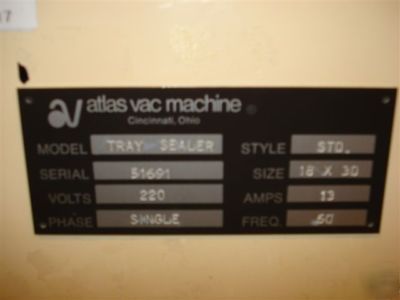 17
atlas vac machine ®
Cincinnati, Ohio
MODEL TRAY SEALER STYLE STD.
SERIAL 51691 SIZE 18 X 30
VOLTS 220 AMPS 13
PHASE SINGLE FREQ. 60